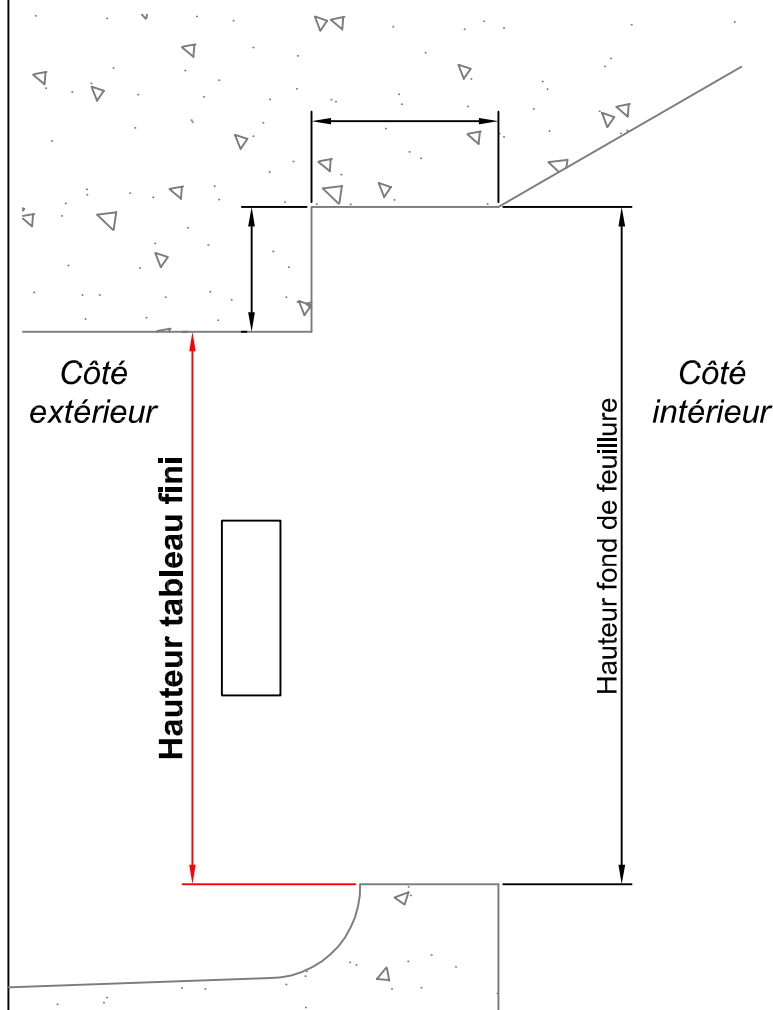 Côté
extérieur
Côté
intérieur
Hauteur tableau fini
Hauteur fond de feuillure